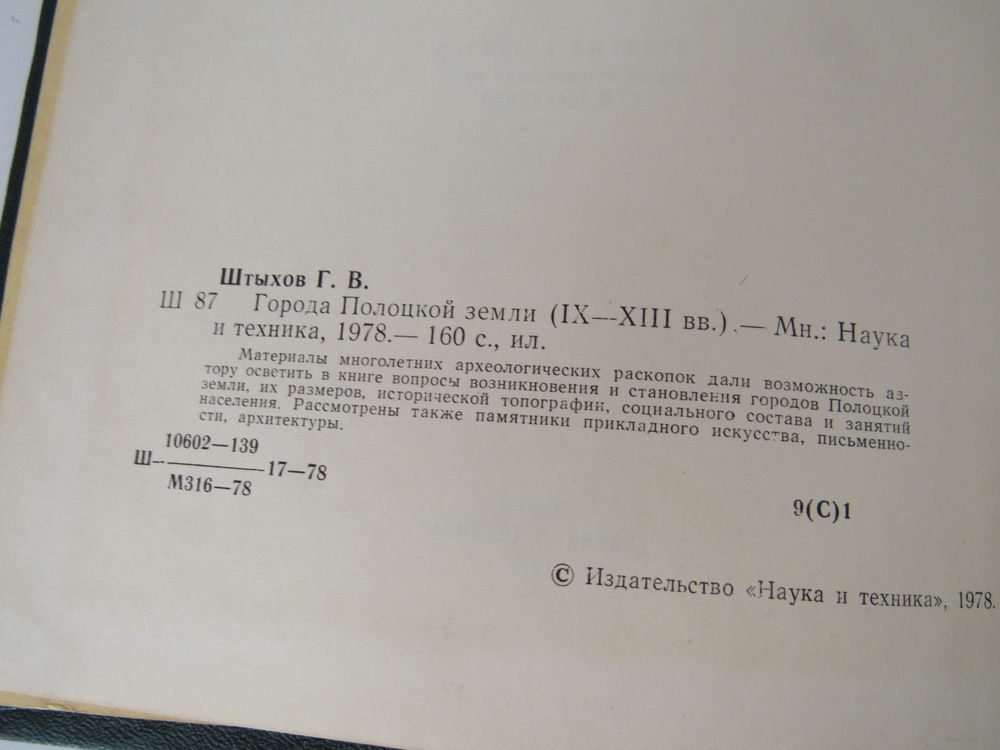 Штыхов Г. В.
Ш 87 Города Полоцкой земли (IX—XIII вв.).— Мн.: Наука
и техника, 1978.— 160 с., ил.
Материалы многолетних археологических раскопок дали возможность ав-
тору осветить в книге вопросы возникновения и становления городов Полоцкой
земли, их размеров, исторической топографии, социального состава и занятий
населения. Рассмотрены также памятники прикладного искусства, письменно-
сти, архитектуры.
10602—139
Ш-————17—78
М316—78
9(С)1
© Издательство «Наука и техника», 1978.